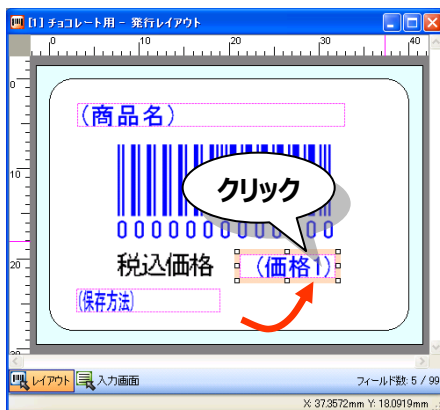 [1] チョコレート用 - 発行レイアウト
0 10 20 30 40
0
(商品名)
10
クリック
0000000 00
20
税込価格 (価格1)
(保存方法)
30
レイアウト 入力画面 フィールド数: 5 / 99
X: 37.3572mm Y: 18.0919mm